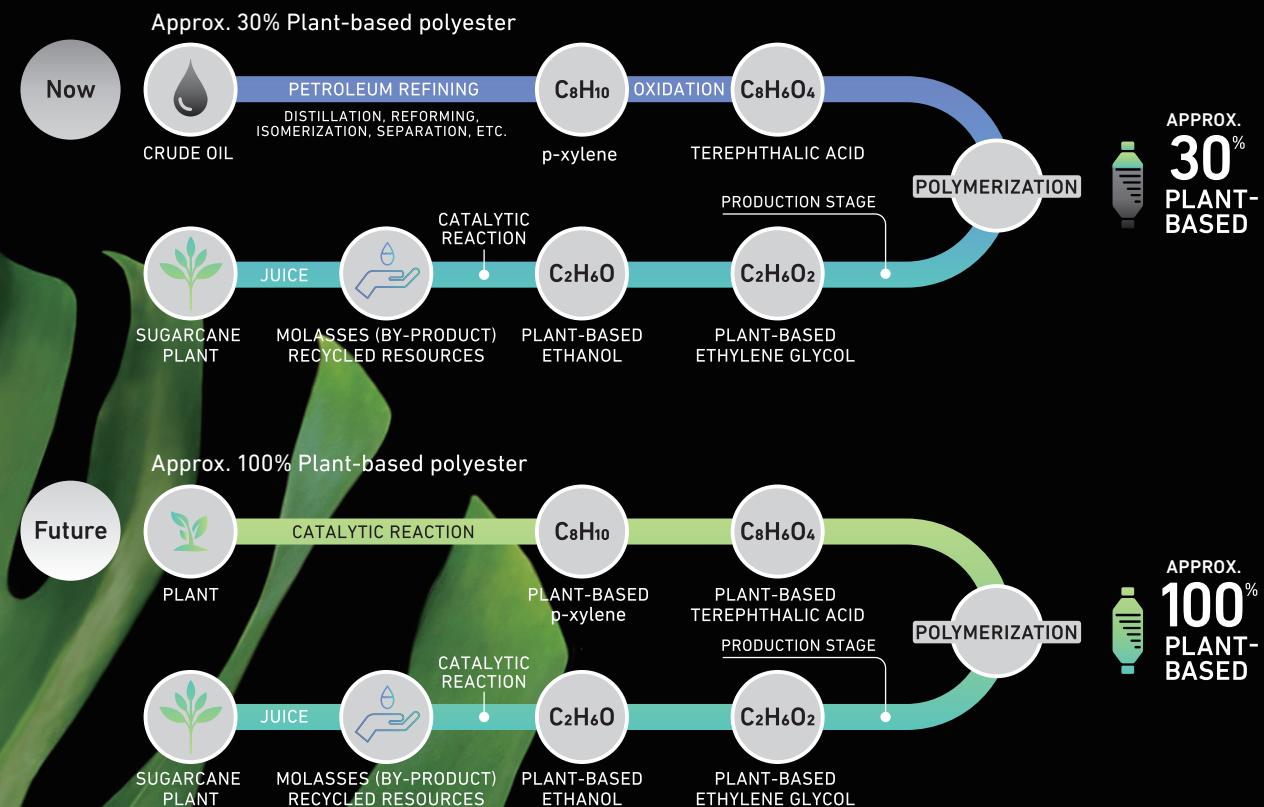 Approx. 30% Plant-based polyester
Now
PETROLEUM REFINING
DISTILLATION, REFORMING,
ISOMERIZATION, SEPARATION, ETC.
CRUDE OIL
C₈H₁₀
p-xylene
OXIDATION
C₈H₆O₄
TEREPHTHALIC ACID
POLYMERIZATION
APPROX.
30%
PLANT-
BASED
SUGARCANE
PLANT
JUICE
MOLASSES (BY-PRODUCT)
RECYCLED RESOURCES
CATALYTIC
REACTION
C₂H₆O
PLANT-BASED
ETHANOL
C₂H₆O₂
PLANT-BASED
ETHYLENE GLYCOL
PRODUCTION STAGE
Approx. 100% Plant-based polyester
Future
PLANT
CATALYTIC REACTION
C₈H₁₀
PLANT-BASED
p-xylene
C₈H₆O₄
PLANT-BASED
TEREPHTHALIC ACID
POLYMERIZATION
APPROX.
100%
PLANT-
BASED
SUGARCANE
PLANT
JUICE
MOLASSES (BY-PRODUCT)
RECYCLED RESOURCES
CATALYTIC
REACTION
C₂H₆O
PLANT-BASED
ETHANOL
C₂H₆O₂
PLANT-BASED
ETHYLENE GLYCOL
PRODUCTION STAGE